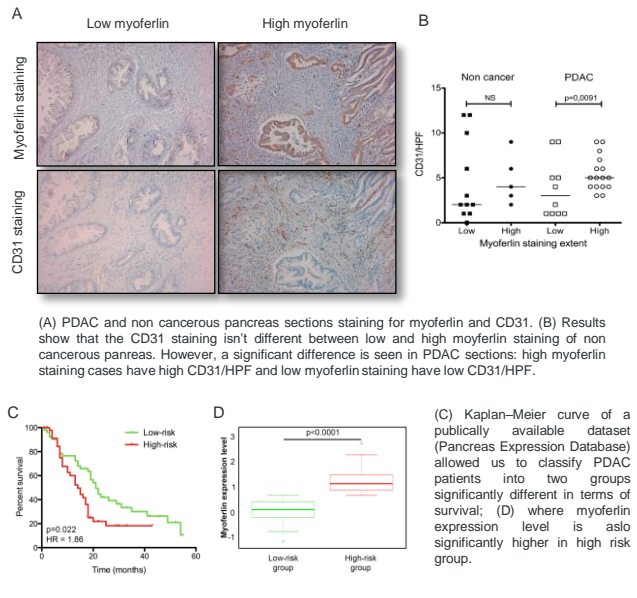 A
Low myoferlin
High myoferlin
Myoferlin staining
CD31 staining
B
Non cancer
PDAC
NS
p=0,0091
15
10
5
0
CD31/HPF
Low
High
Low
High
Myoferlin staining extent
(A) PDAC and non cancerous pancreas sections staining for myoferlin and CD31. (B) Results
show that the CD31 staining isn't different between low and high moyferlin staining of non
cancerous panreas. However, a significant difference is seen in PDAC sections: high myoferlin
staining cases have high CD31/HPF and low myoferlin staining have low CD31/HPF.
C
Low-risk
High-risk
100
80
60
40
20
0
Percent survival
p=0.022
HR = 1.86
0
20
40
60
Time (months)
D
p<0.0001
3
2
1
0
-1
Myoferlin expression level
Low-risk
group
High-risk
group
(C) Kaplan–Meier curve of a
publically available dataset
(Pancreas Expression Database)
allowed us to classify PDAC
patients into two groups
significantly different in terms of
survival; (D) where myoferlin
expression level is aslo
significantly higher in high risk
group.